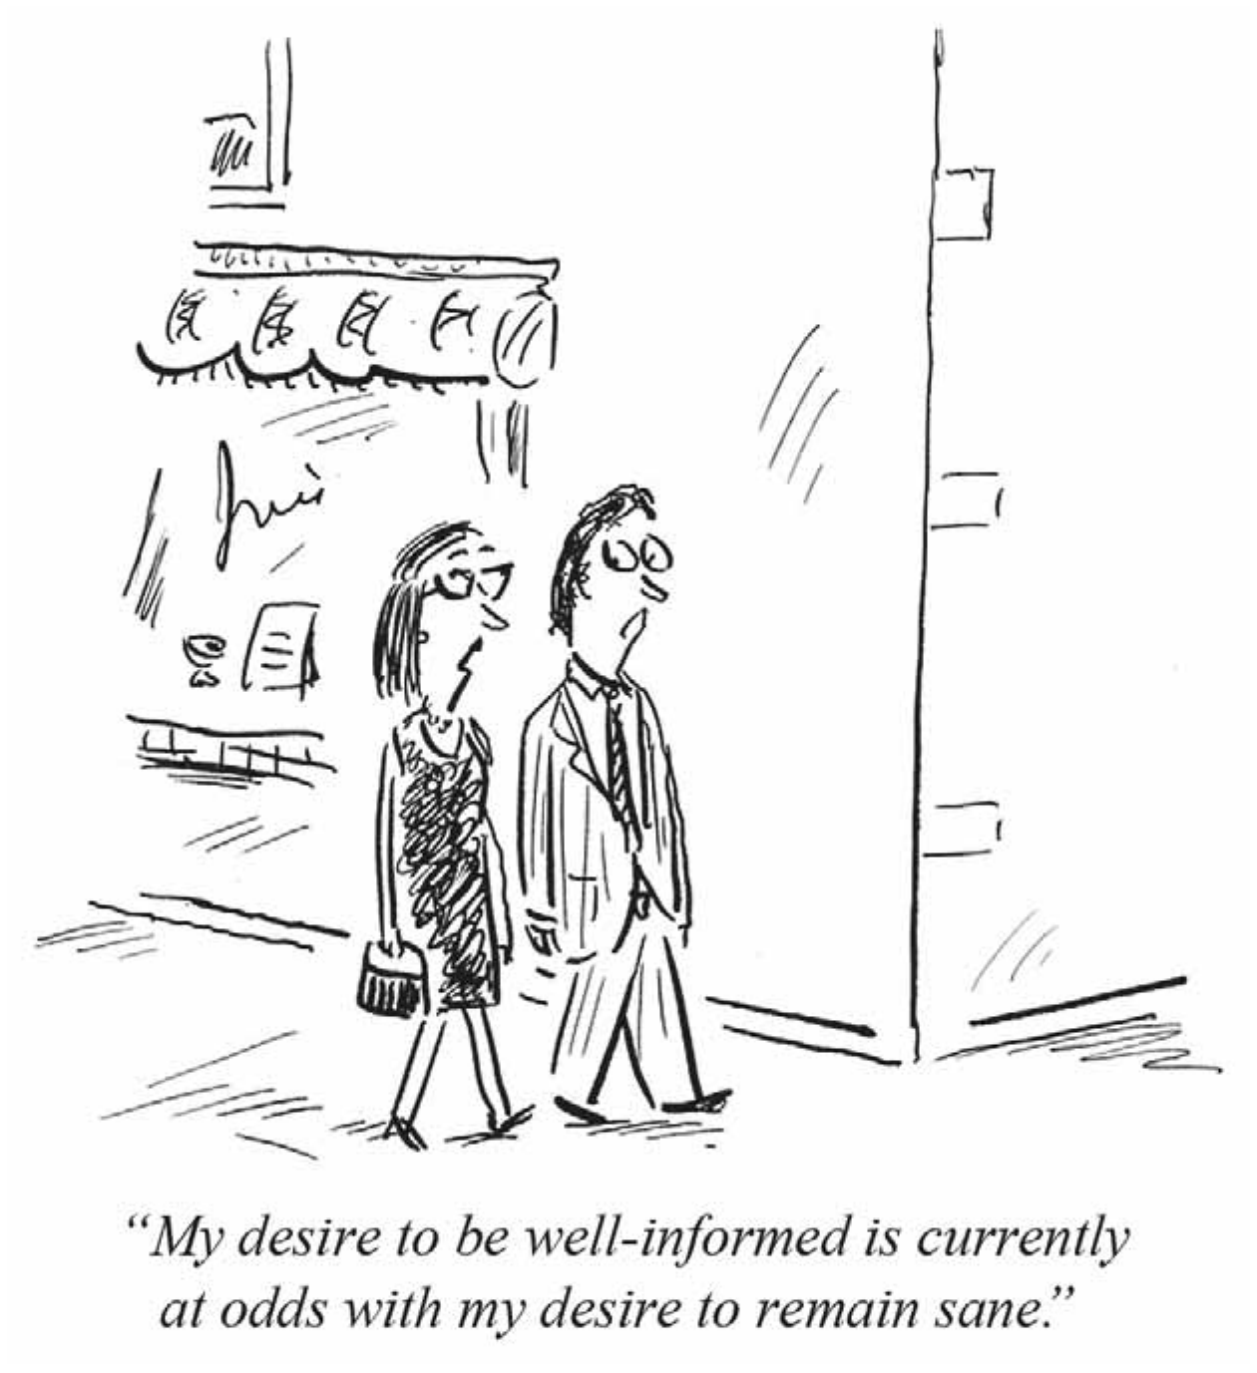 “My desire to be well-informed is currently
at odds with my desire to remain sane.”